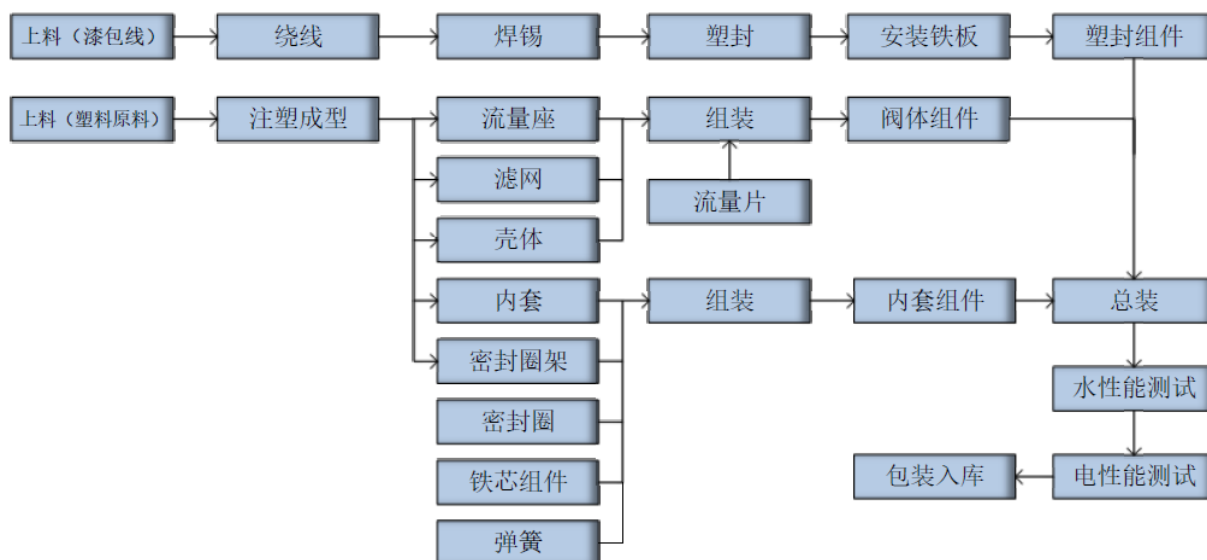 上料（漆包线）
绕线
焊锡
塑封
安装铁板
塑封组件
上料（塑料原料）
注塑成型
流量座
组装
阀体组件
滤网
流量片
壳体
内套
组装
内套组件
总装
密封圈架
水性能测试
密封圈
铁芯组件
包装入库
电性能测试
弹簧